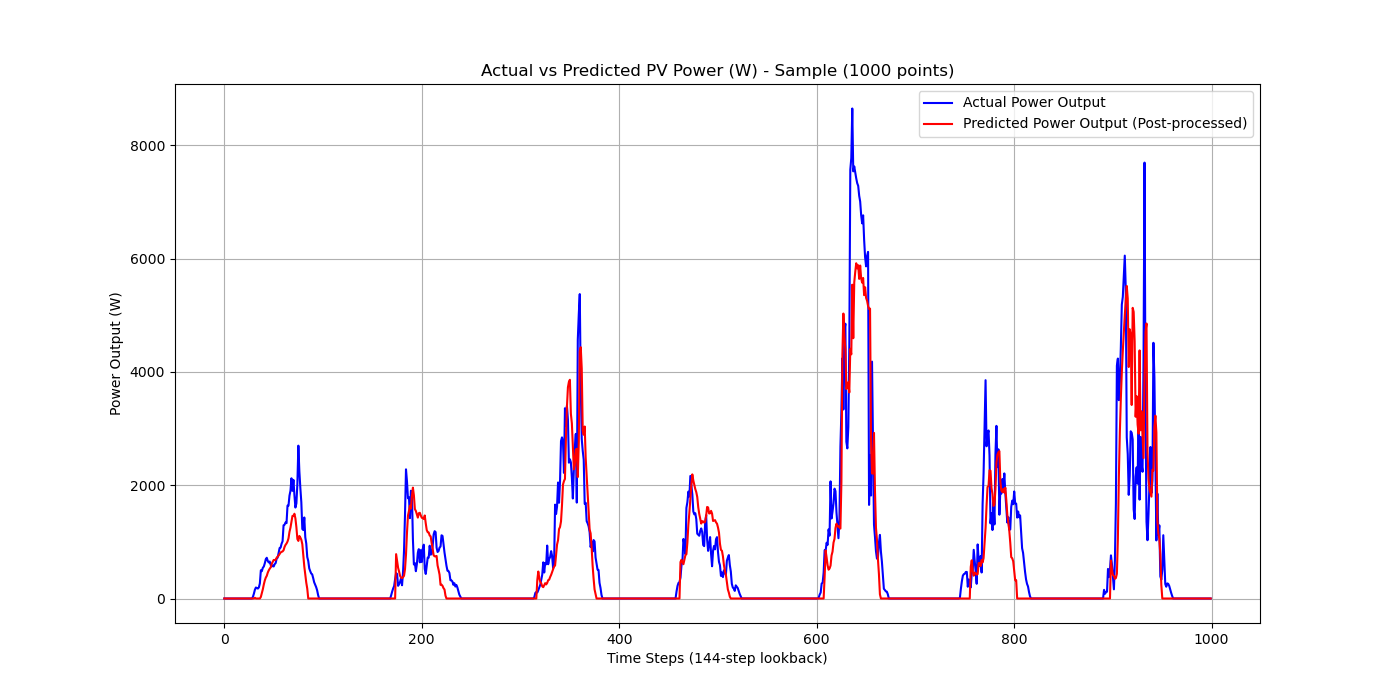 Actual vs Predicted PV Power (W) - Sample (1000 points)
Actual Power Output
Predicted Power Output (Post-processed)
8000
6000
4000
2000
0
Power Output (W)
0 200 400 600 800 1000
Time Steps (144-step lookback)